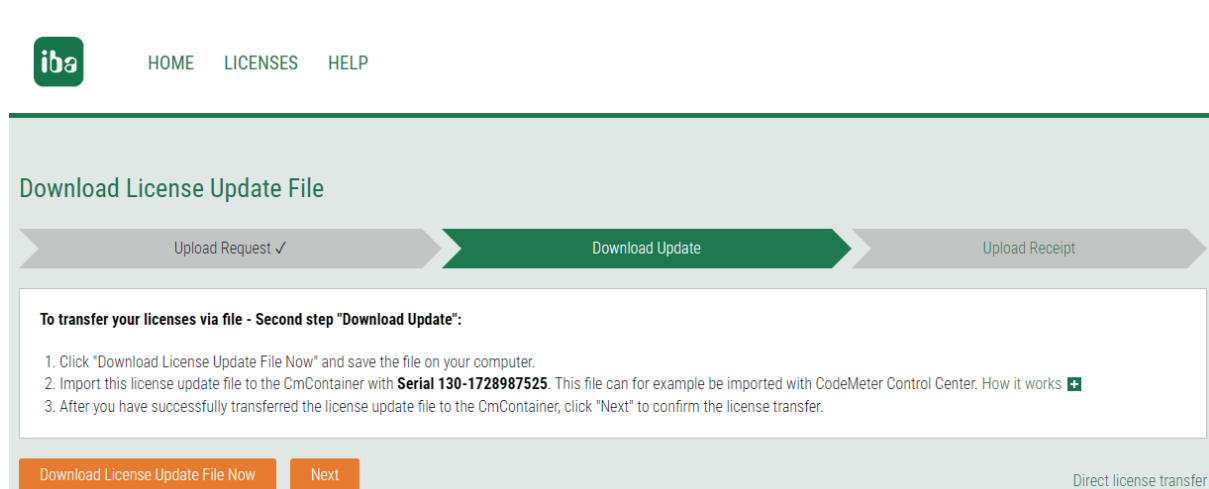 iba
HOME LICENSES HELP
Download License Update File
Upload Request ✓ Download Update Upload Receipt
To transfer your licenses via file - Second step "Download Update":
1. Click "Download License Update File Now" and save the file on your computer.
2. Import this license update file to the CmContainer with Serial 130-1728987525. This file can for example be imported with CodeMeter Control Center. How it works +
3. After you have successfully transferred the license update file to the CmContainer, click "Next" to confirm the license transfer.
Download License Update File Now Next
Direct license transfer